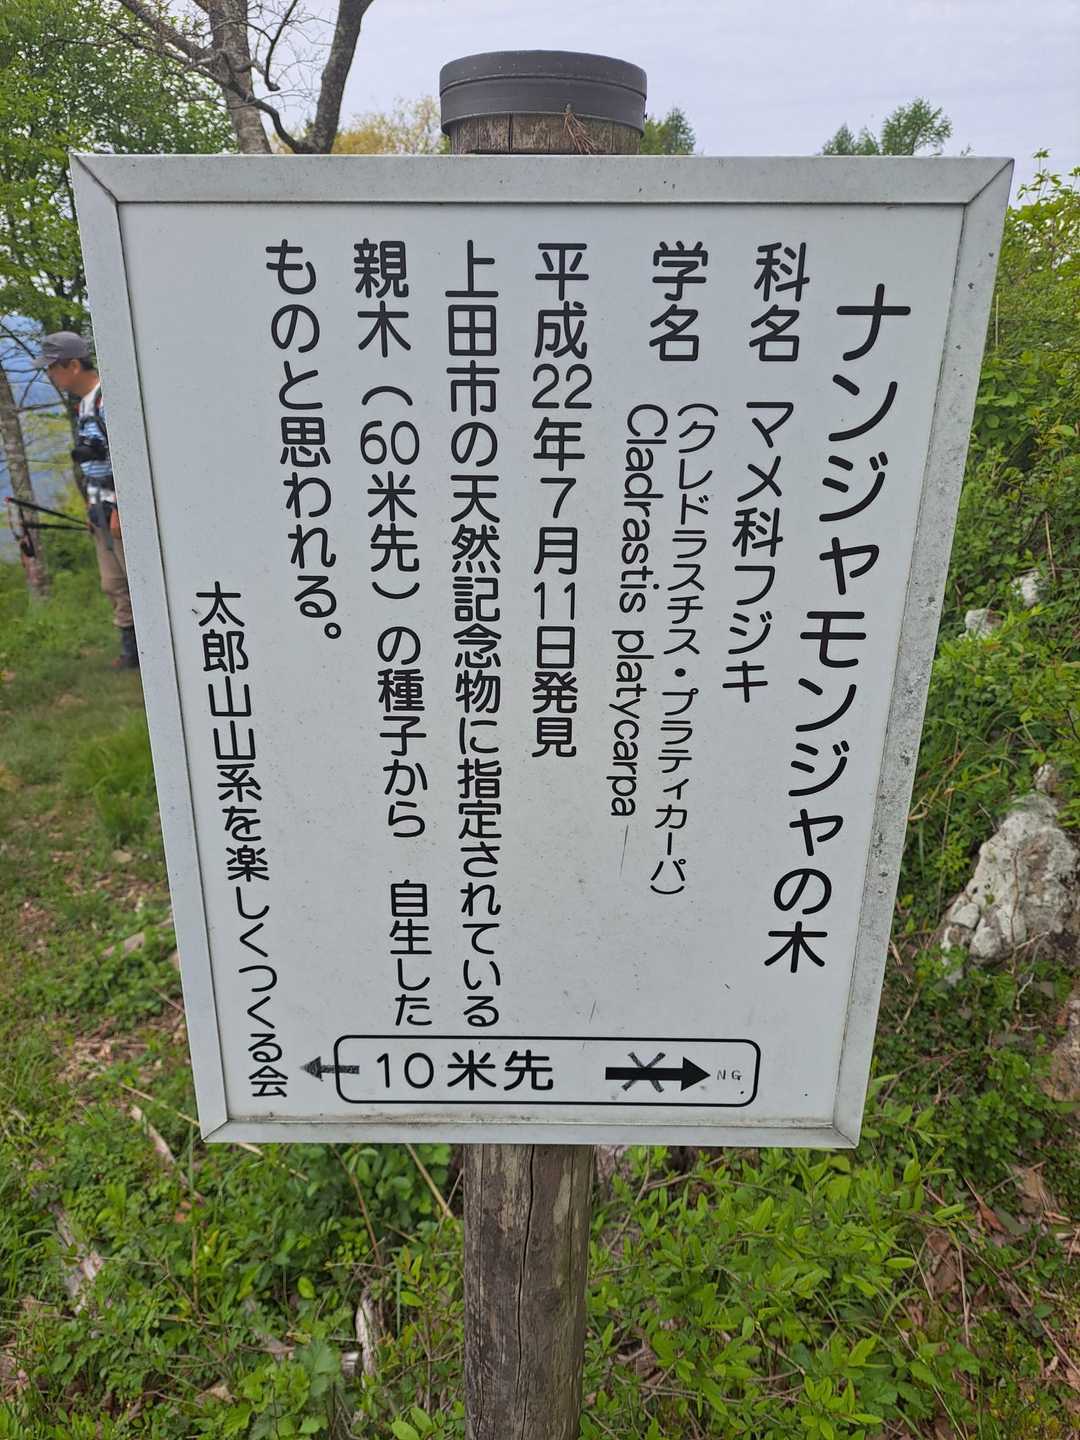 ナンジャモンジャの木
科名 マメ科フジキ
学名 (クレドラスチス・プラティカーパ)
Cladrastis platycarpa
平成22年7月11日発見
上田市の天然記念物に指定されている
親木(60米先)の種子から 自生した
ものと思われる。
太郎山山系を楽しくつくる会
10米先
NG